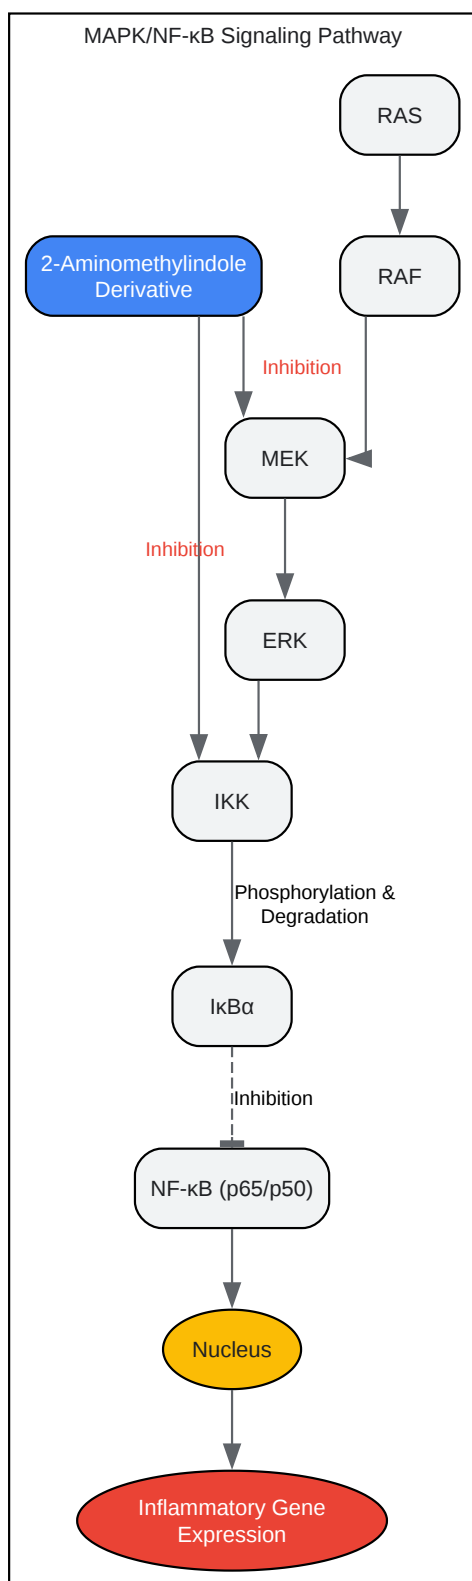 MAPK/NF-κB Signaling Pathway
RAS
2-Aminomethylindole
Derivative
RAF
Inhibition
MEK
Inhibition
ERK
IKK
Phosphorylation &
Degradation
IκBα
Inhibition
NF-κB (p65/p50)
Nucleus
Inflammatory Gene
Expression